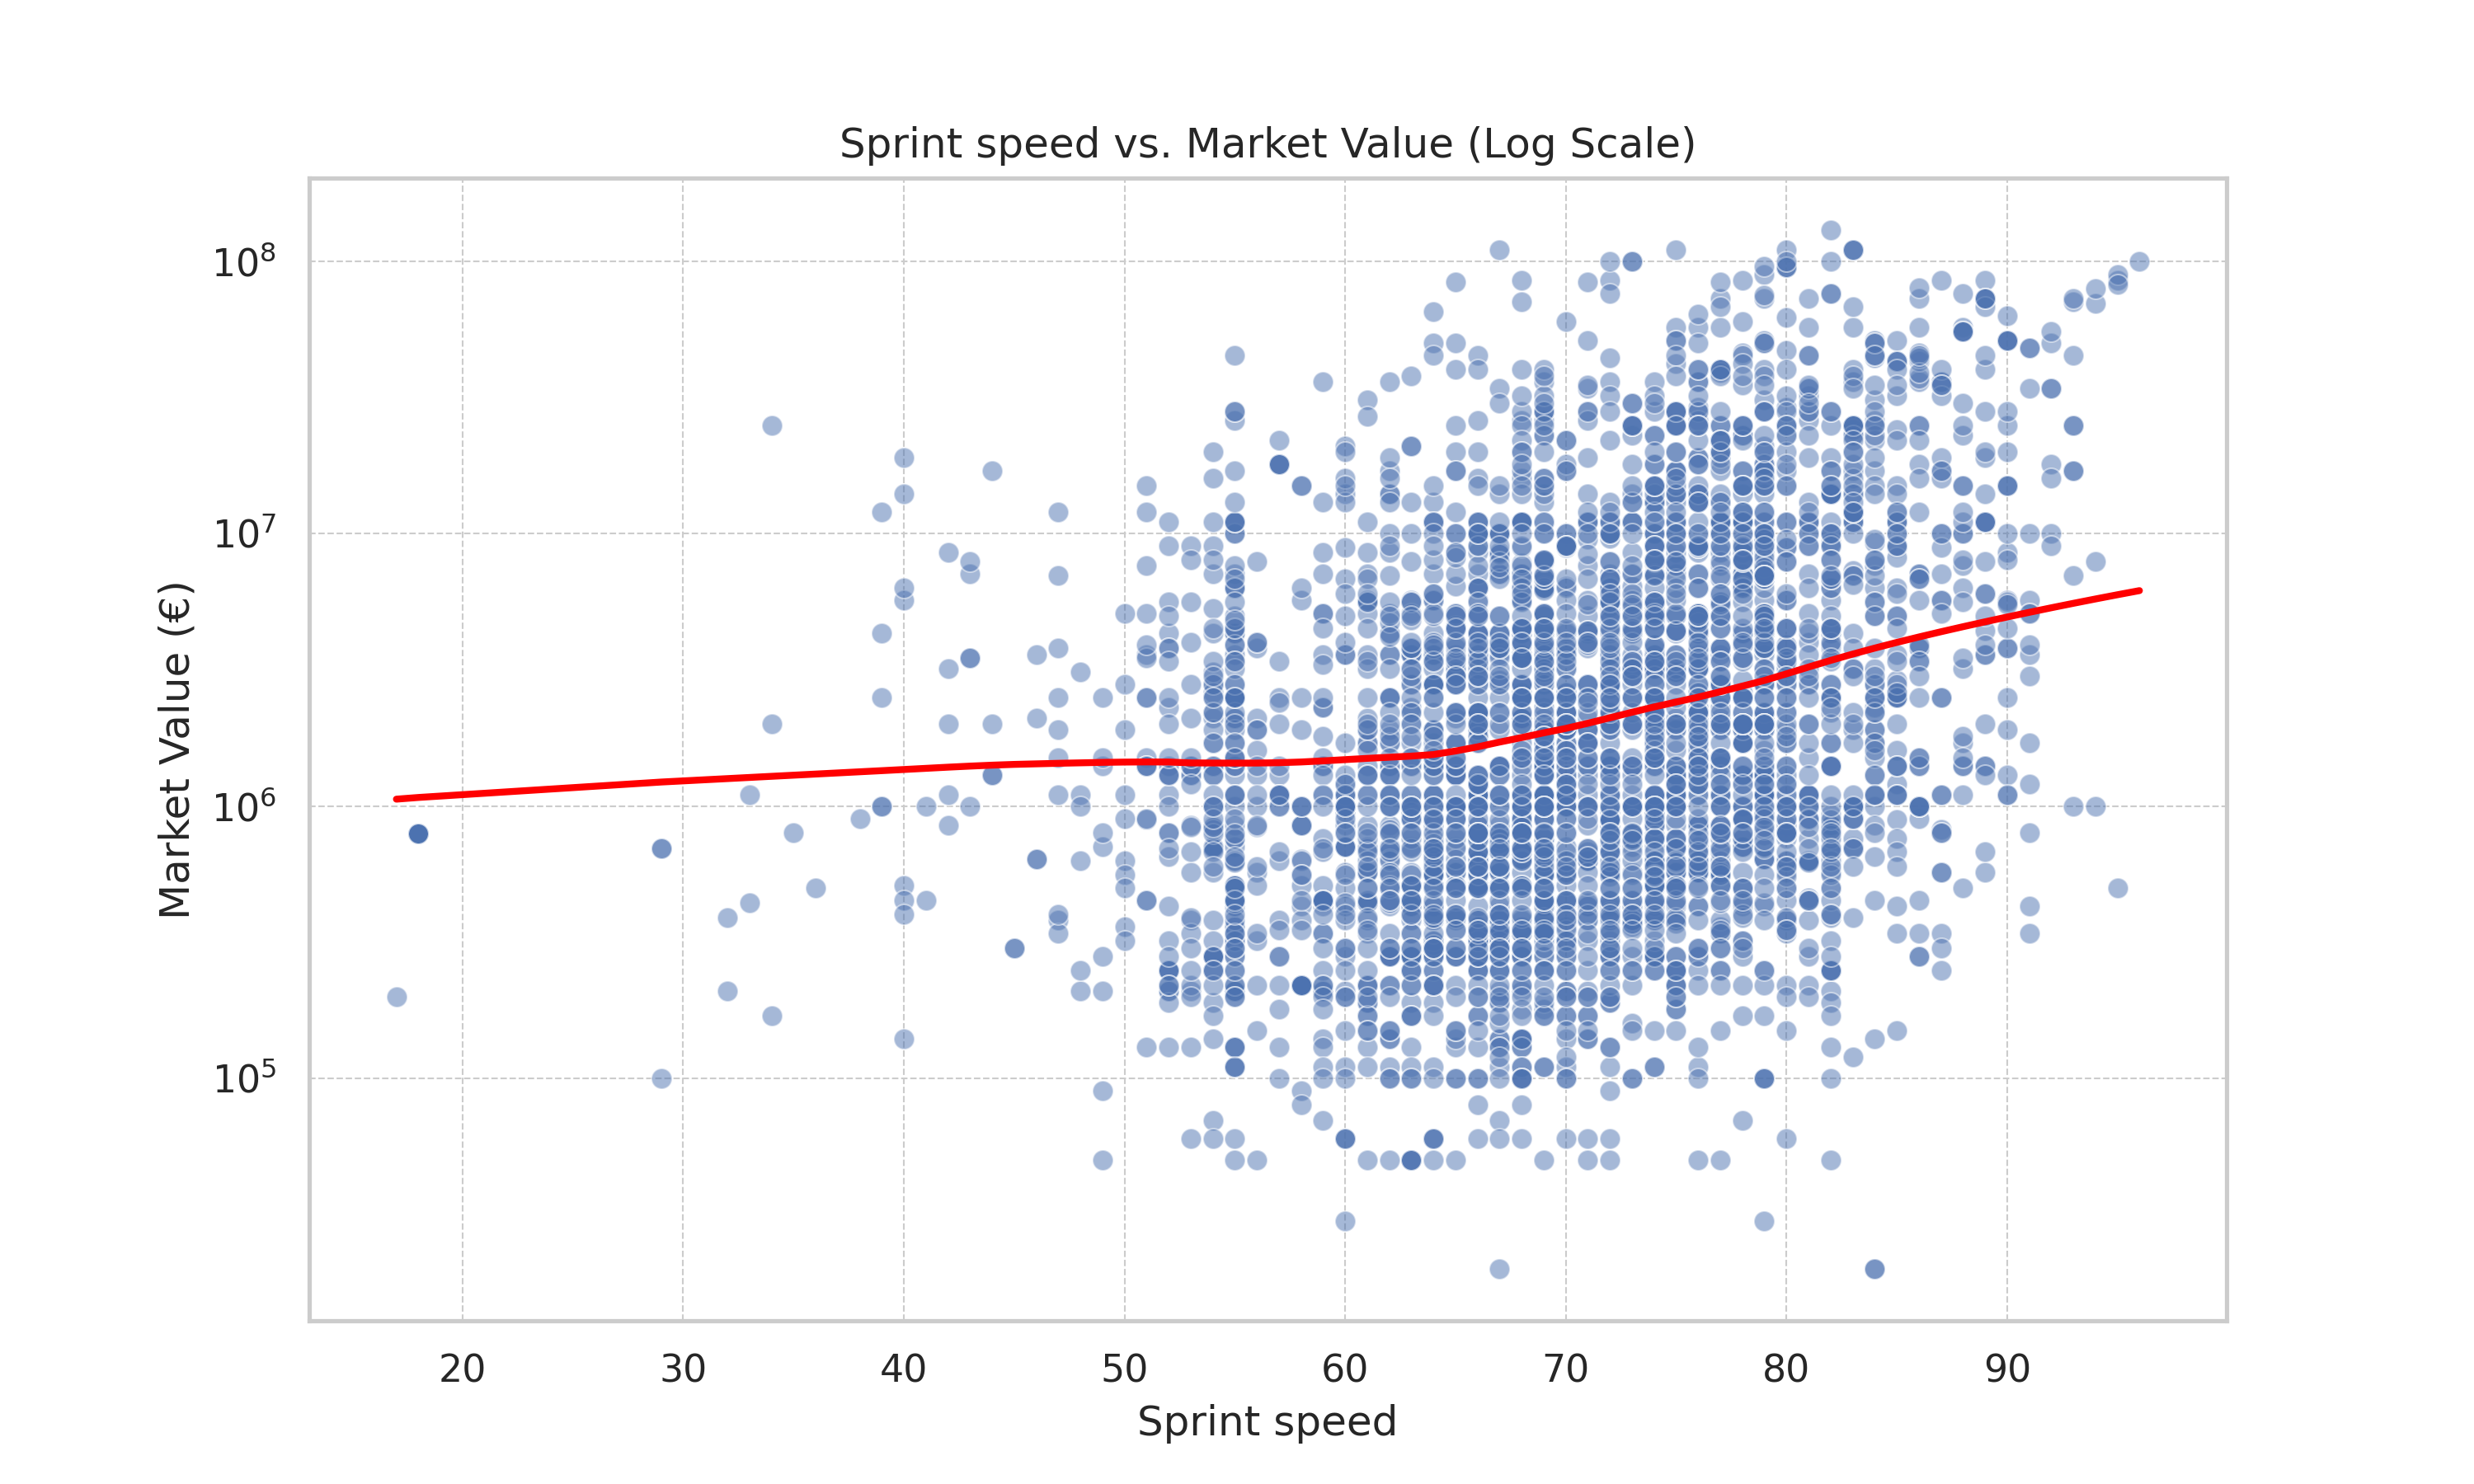 Sprint speed vs. Market Value (Log Scale)
Market Value (€)
10⁸
10⁷
10⁶
10⁵
20 30 40 50 60 70 80 90
Sprint speed